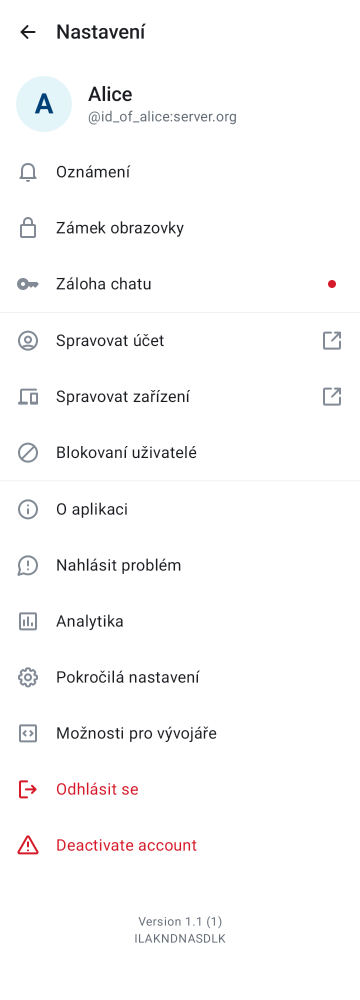 Nastavení
A
Alice
@id_of_alice:server.org
Oznámení
Zámek obrazovky
Záloha chatu
Spravovat účet
Spravovat zařízení
Blokovaní uživatelé
O aplikaci
Nahlásit problém
Analytika
Pokročilá nastavení
Možnosti pro vývojáře
Odhlásit se
Deactivate account
Version 1.1 (1)
ILAKNDNASDLK